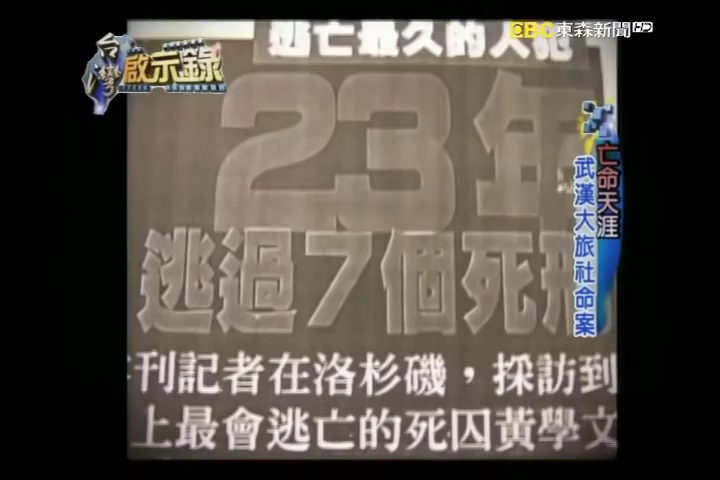 EBC東森新聞HD
台灣啟示錄
逃亡最久的人犯
23年
逃過7個死刑
刊記者在洛杉磯，採訪到
上最會逃亡的死囚黃學文
亡命天涯
武漢大旅社命案